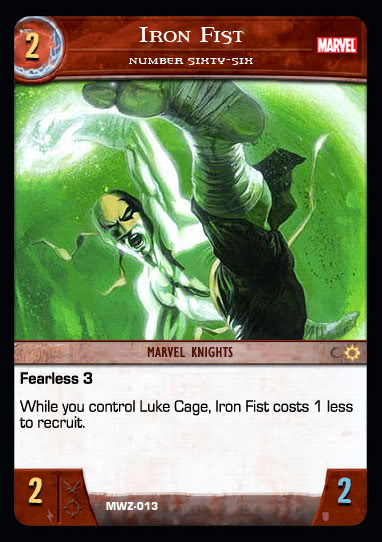 2
Iron Fist
MARVEL
NUMBER SIXTY-SIX
MARVEL KNIGHTS
C
Fearless 3
While you control Luke Cage, Iron Fist costs 1 less
to recruit.
2
MWZ-013
2